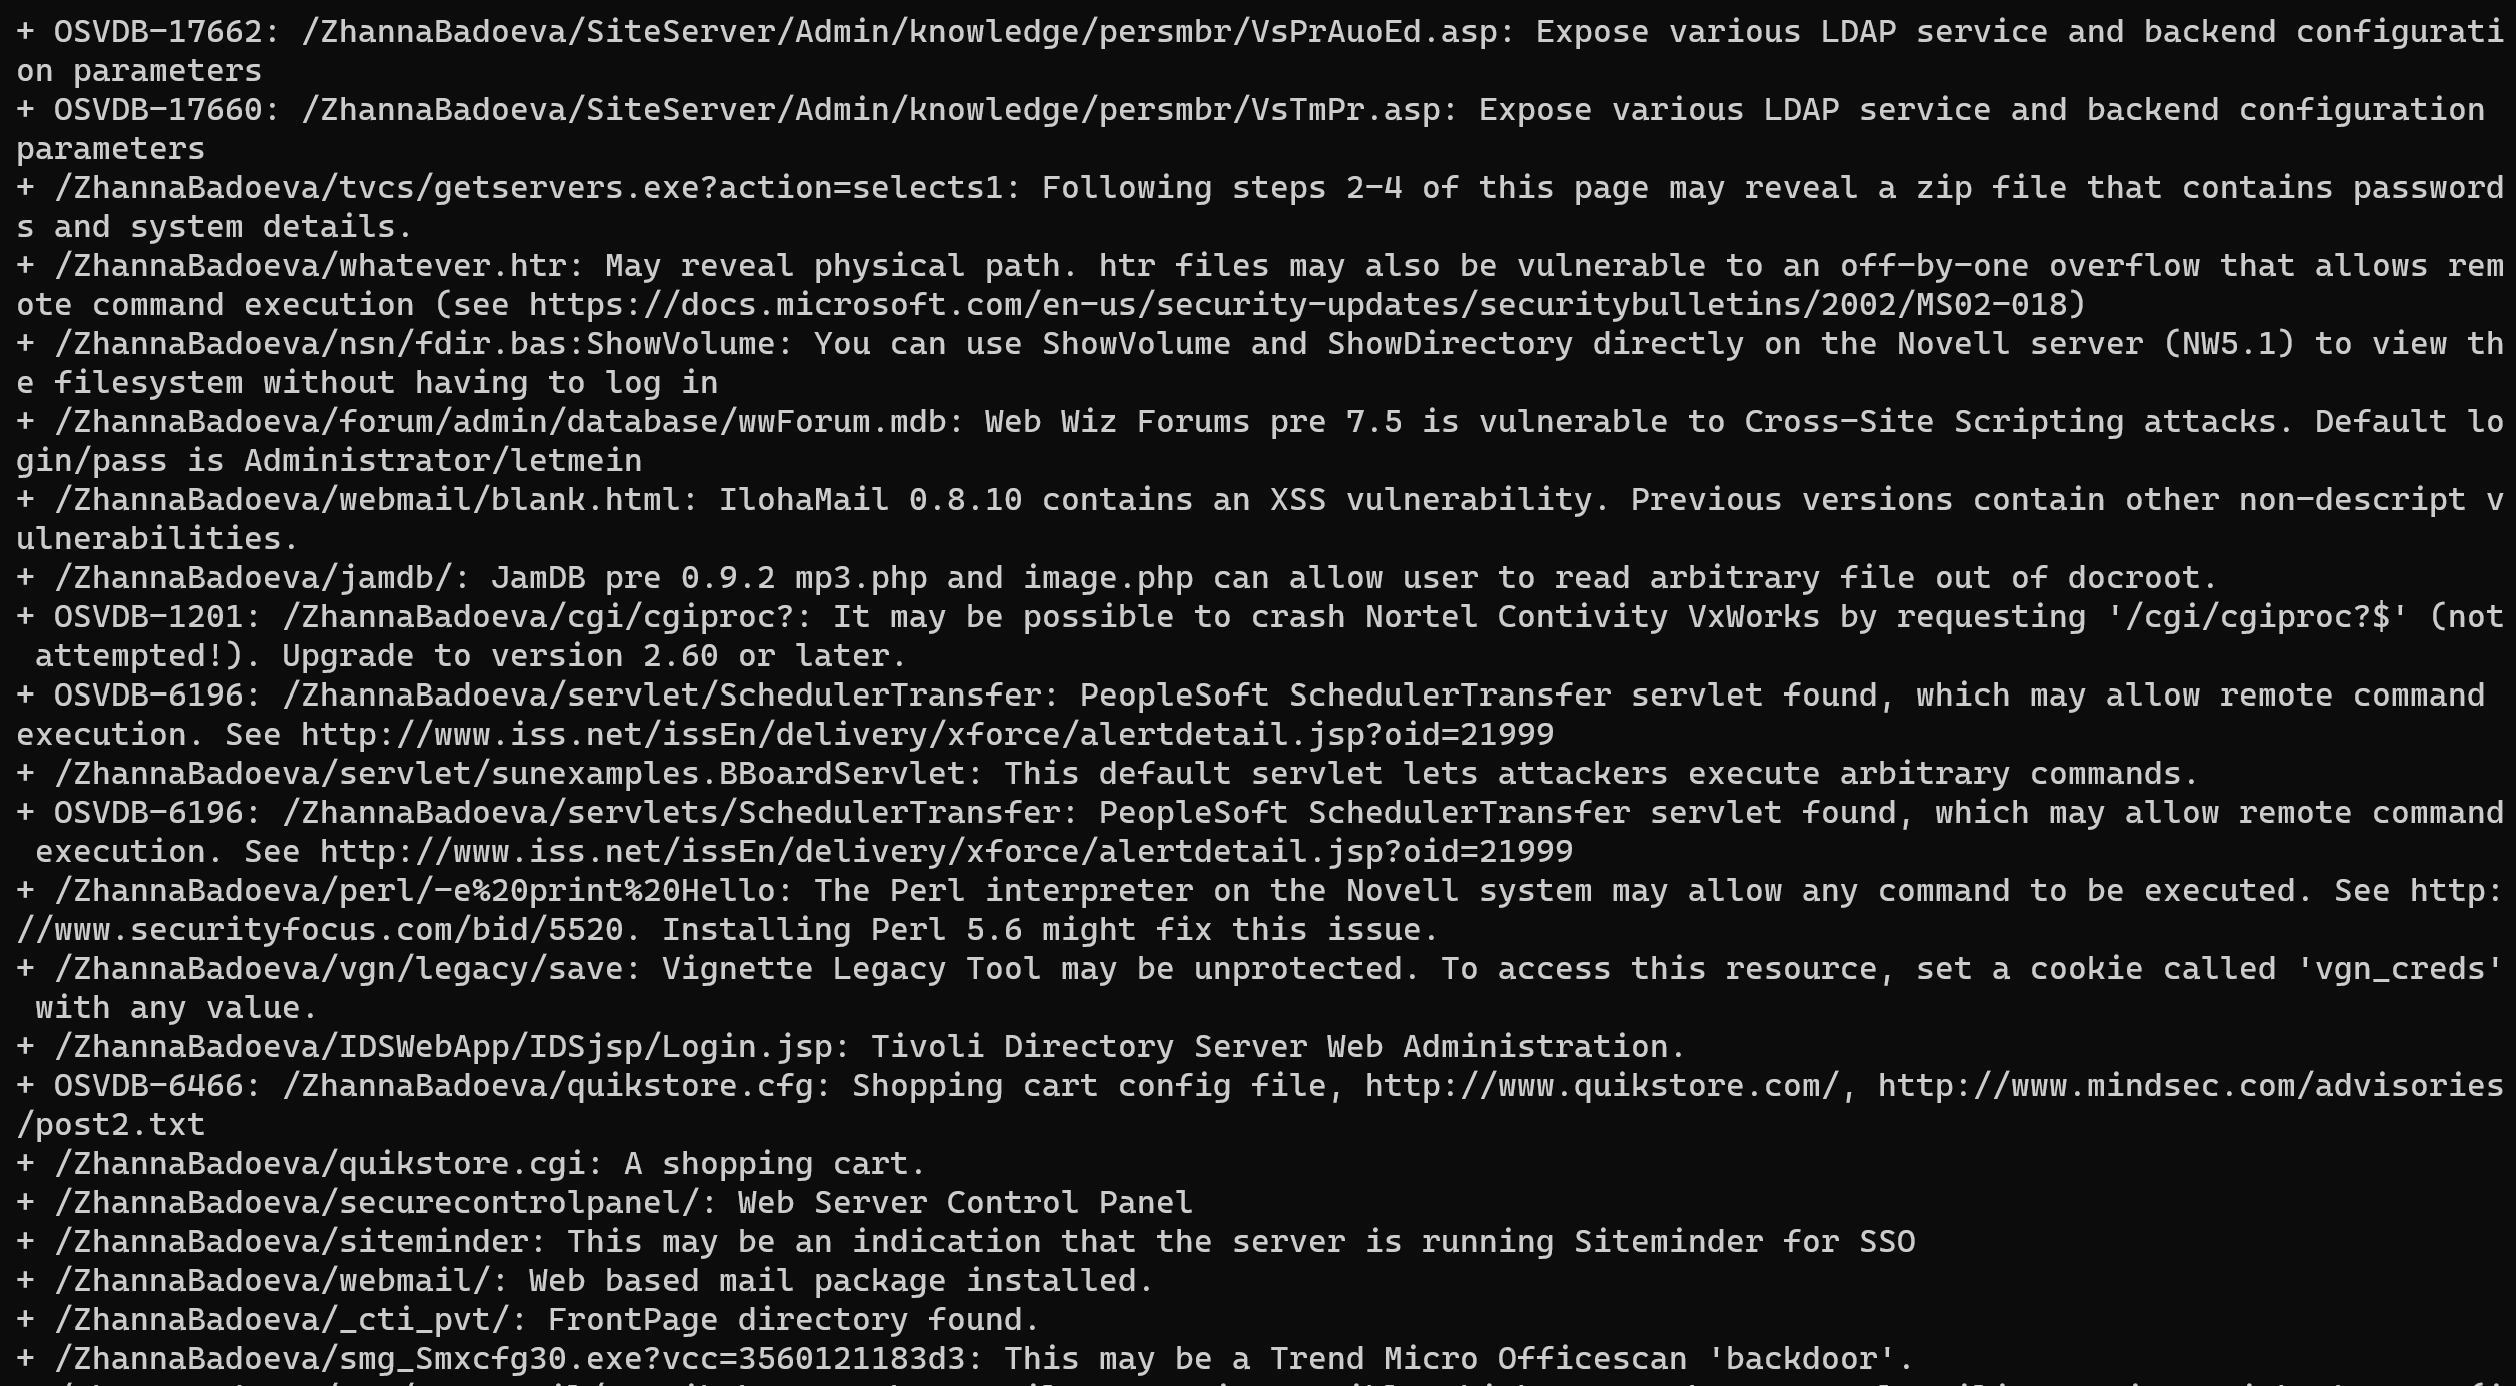 + OSVDB-17662: /ZhannaBadoeva/SiteServer/Admin/knowledge/persmbr/VsPrAuoEd.asp: Expose various LDAP service and backend configurati
on parameters
+ OSVDB-17660: /ZhannaBadoeva/SiteServer/Admin/knowledge/persmbr/VsTmPr.asp: Expose various LDAP service and backend configuration
parameters
+ /ZhannaBadoeva/tvcs/getservers.exe?action=selects1: Following steps 2-4 of this page may reveal a zip file that contains password
s and system details.
+ /ZhannaBadoeva/whatever.htr: May reveal physical path. htr files may also be vulnerable to an off-by-one overflow that allows rem
ote command execution (see https://docs.microsoft.com/en-us/security-updates/securitybulletins/2002/MS02-018)
+ /ZhannaBadoeva/nsn/fdir.bas:ShowVolume: You can use ShowVolume and ShowDirectory directly on the Novell server (NW5.1) to view th
e filesystem without having to log in
+ /ZhannaBadoeva/forum/admin/database/wwForum.mdb: Web Wiz Forums pre 7.5 is vulnerable to Cross-Site Scripting attacks. Default lo
gin/pass is Administrator/letmein
+ /ZhannaBadoeva/webmail/blank.html: IlohaMail 0.8.10 contains an XSS vulnerability. Previous versions contain other non-descript v
ulnerabilities.
+ /ZhannaBadoeva/jamdb/: JamDB pre 0.9.2 mp3.php and image.php can allow user to read arbitrary file out of docroot.
+ OSVDB-1201: /ZhannaBadoeva/cgi/cgiproc?: It may be possible to crash Nortel Contivity VxWorks by requesting '/cgi/cgiproc?$' (not
 attempted!). Upgrade to version 2.60 or later.
+ OSVDB-6196: /ZhannaBadoeva/servlet/SchedulerTransfer: PeopleSoft SchedulerTransfer servlet found, which may allow remote command
execution. See http://www.iss.net/issEn/delivery/xforce/alertdetail.jsp?oid=21999
+ /ZhannaBadoeva/servlet/sunexamples.BBoardServlet: This default servlet lets attackers execute arbitrary commands.
+ OSVDB-6196: /ZhannaBadoeva/servlets/SchedulerTransfer: PeopleSoft SchedulerTransfer servlet found, which may allow remote command
 execution. See http://www.iss.net/issEn/delivery/xforce/alertdetail.jsp?oid=21999
+ /ZhannaBadoeva/perl/-e%20print%20Hello: The Perl interpreter on the Novell system may allow any command to be executed. See http:
//www.securityfocus.com/bid/5520. Installing Perl 5.6 might fix this issue.
+ /ZhannaBadoeva/vgn/legacy/save: Vignette Legacy Tool may be unprotected. To access this resource, set a cookie called 'vgn_creds'
 with any value.
+ /ZhannaBadoeva/IDSWebApp/IDSjsp/Login.jsp: Tivoli Directory Server Web Administration.
+ OSVDB-6466: /ZhannaBadoeva/quikstore.cfg: Shopping cart config file, http://www.quikstore.com/, http://www.mindsec.com/advisories
/post2.txt
+ /ZhannaBadoeva/quikstore.cgi: A shopping cart.
+ /ZhannaBadoeva/securecontrolpanel/: Web Server Control Panel
+ /ZhannaBadoeva/siteminder: This may be an indication that the server is running Siteminder for SSO
+ /ZhannaBadoeva/webmail/: Web based mail package installed.
+ /ZhannaBadoeva/_cti_pvt/: FrontPage directory found.
+ /ZhannaBadoeva/smg_Smxcfg30.exe?vcc=3560121183d3: This may be a Trend Micro Officescan 'backdoor'.